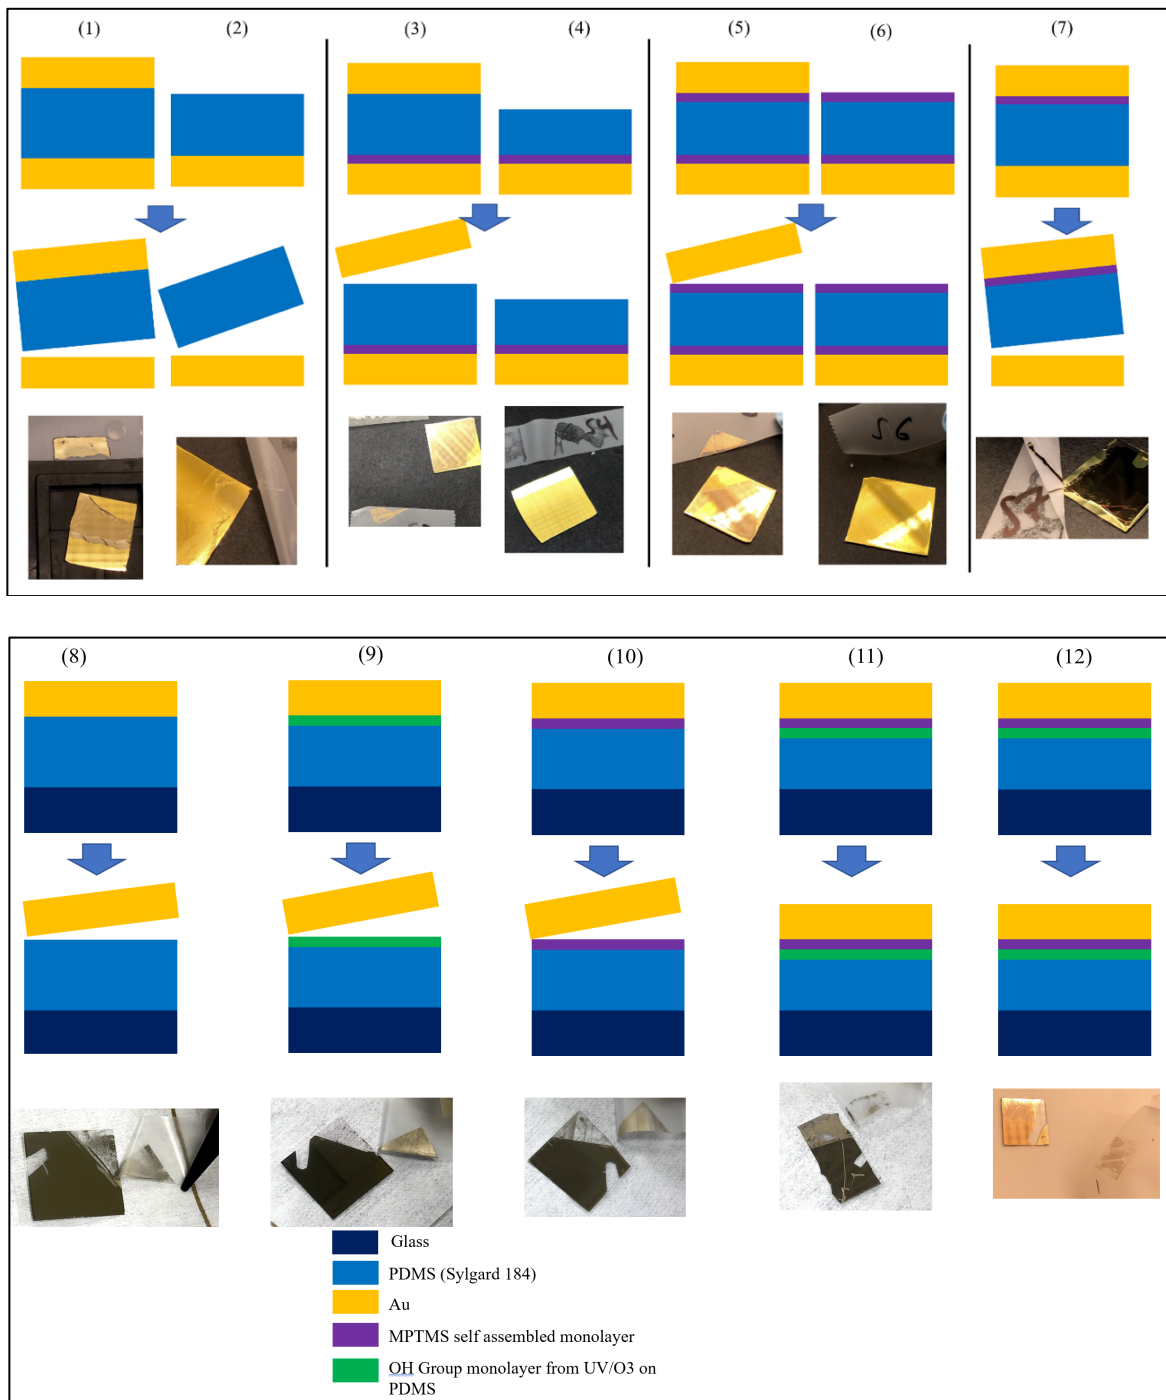 (1) (2) (3) (4) (5) (6) (7)
S4
S6
(8) (9) (10) (11) (12)
Glass
PDMS (Sylgard 184)
Au
MPTMS self assembled monolayer
OH Group monolayer from UV/O3 on
PDMS